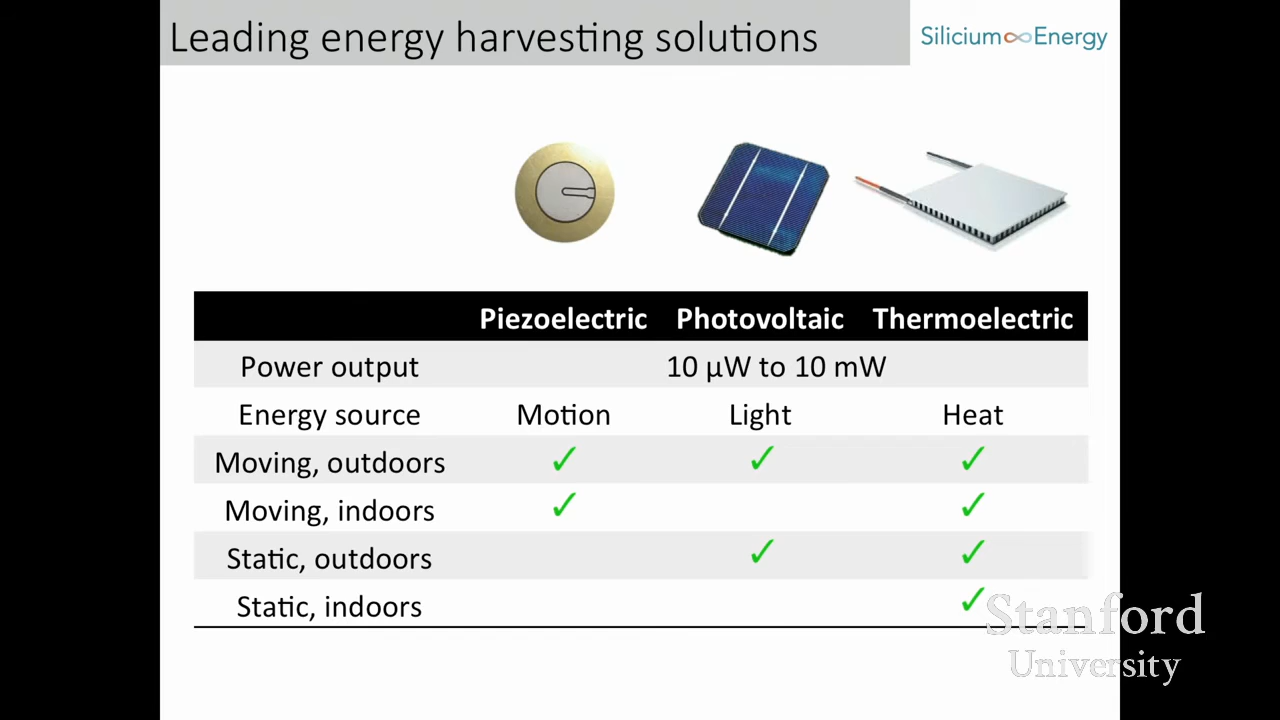 Leading energy harvesting solutions
Silicium Energy
Piezoelectric Photovoltaic Thermoelectric
Power output 10 µW to 10 mW
Energy source Motion Light Heat
Moving, outdoors ✓ ✓ ✓
Moving, indoors ✓ ✓
Static, outdoors ✓ ✓
Static, indoors ✓
Stanford
University